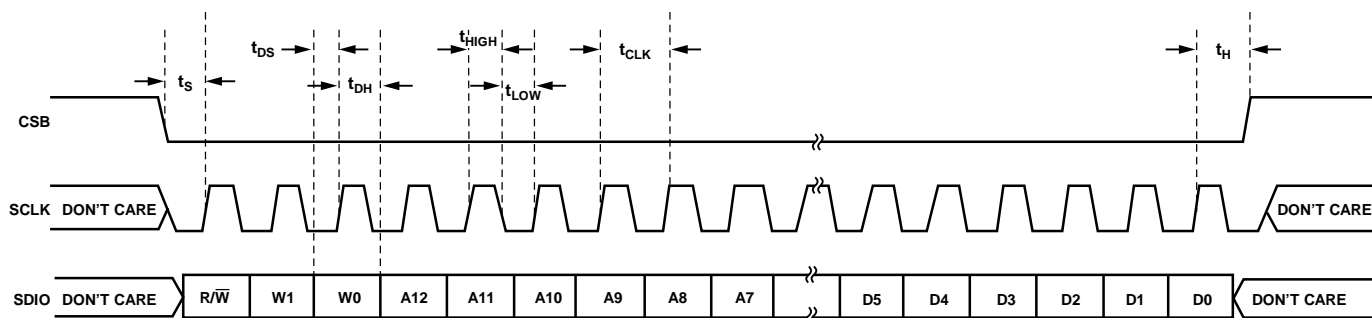 tDS
tHIGH
tCLK
tH
tS
tDH
tLOW
CSB
SCLK DON'T CARE
DON'T CARE
SDIO DON'T CARE R/W̅ W1 W0 A12 A11 A10 A9 A8 A7 D5 D4 D3 D2 D1 D0 DON'T CARE